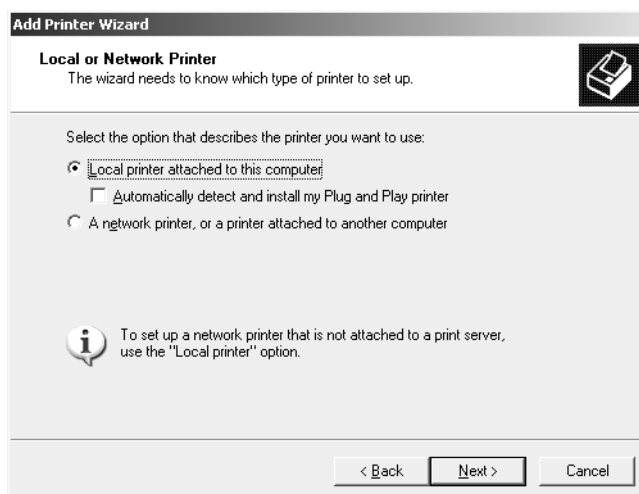 Add Printer Wizard
Local or Network Printer
The wizard needs to know which type of printer to set up.
Select the option that describes the printer you want to use:
Local printer attached to this computer
Automatically detect and install my Plug and Play printer
A network printer, or a printer attached to another computer
To set up a network printer that is not attached to a print server,
use the "Local printer" option.
< Back Next > Cancel